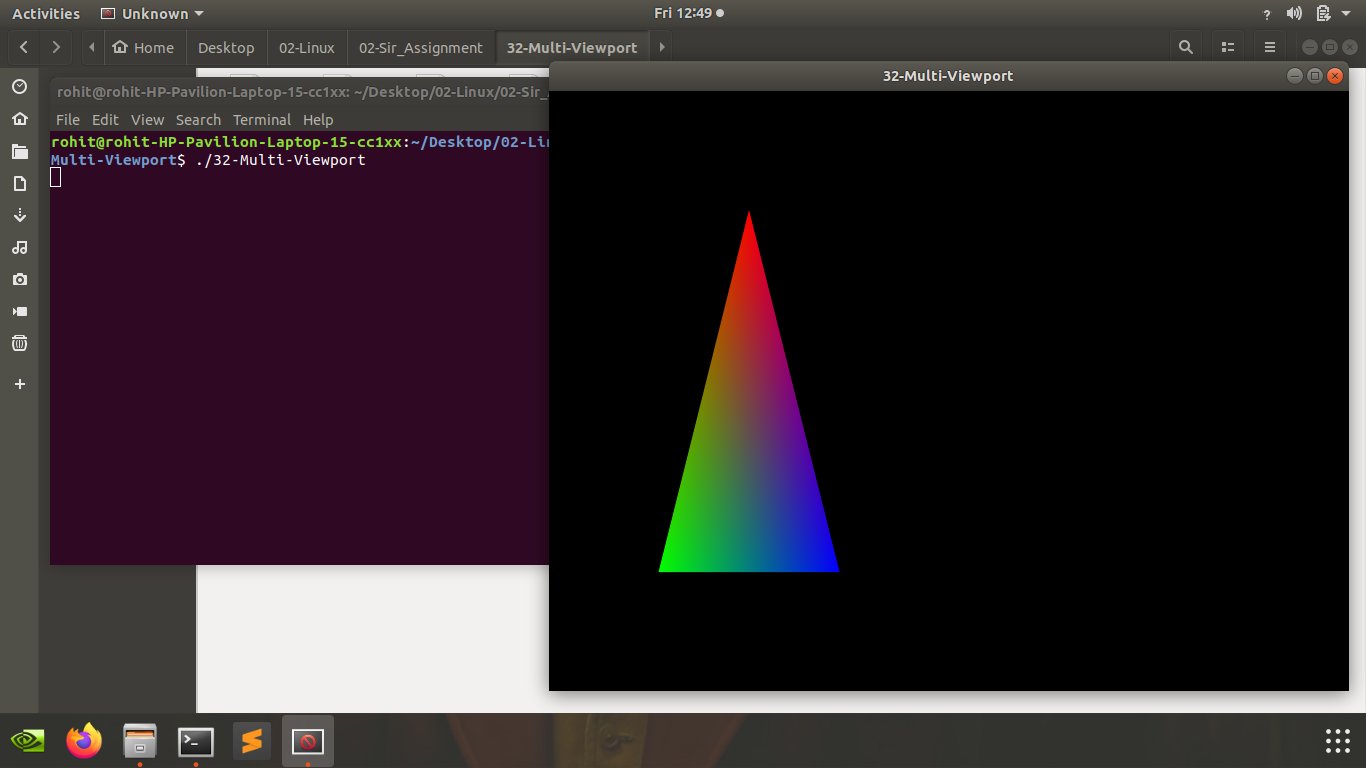 Activities Unknown Fri 12:49
Home Desktop 02-Linux 02-Sir_Assignment 32-Multi-Viewport
32-Multi-Viewport
rohit@rohit-HP-Pavilion-Laptop-15-cc1xx: ~/Desktop/02-Linux/02-Sir_
File Edit View Search Terminal Help
rohit@rohit-HP-Pavilion-Laptop-15-cc1xx:~/Desktop/02-Lin
Multi-Viewport$ ./32-Multi-Viewport